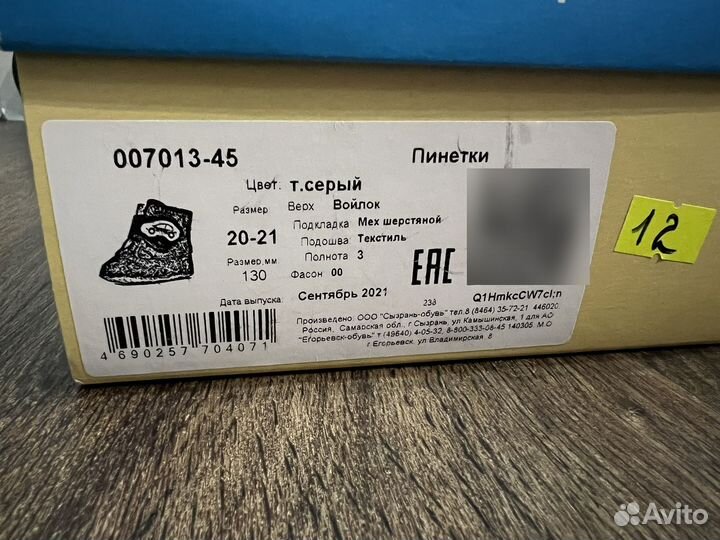 007013-45 Пинетки
Цвет. т.серый
Размер Верх Войлок
20-21 Подкладка Мех шерстяной
Подошва Текстиль
Размер,мм Полнота 3
130 Фасон 00
EAC
Дата выпуска: Сентябрь 2021 238 Q1HmkcCW7cI:n
Произведено: ООО "Сызрань-обувь" тел.8 (8464) 35-72-21 446020.
Россия, Самарская обл., г Сызрань, ул Камышинская, 1 для АО
"Егорьевск-обувь" т (49640) 4-05-32, 8-800-333-08-45 140305. М.О
г Егорьевск, ул Владимирская 8
4 690257 704071
12
Avito